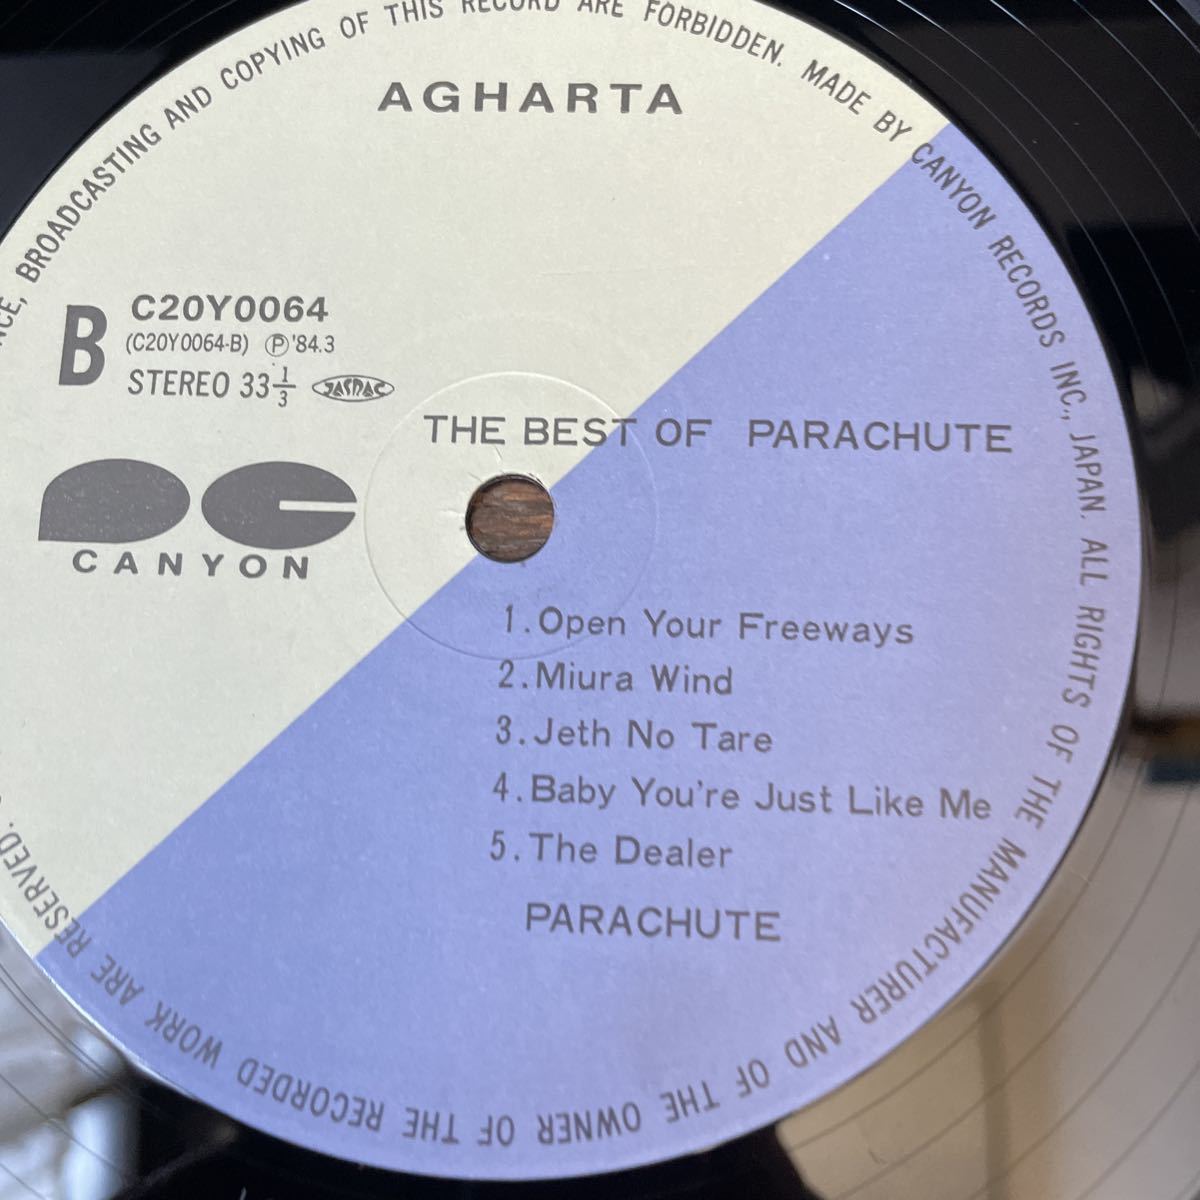 AGHARTA
B
C20Y0064
(C20Y0064-B) Ⓟ'84.3
STEREO 33 1/3 JASRAC
CANYON
THE BEST OF PARACHUTE
1. Open Your Freeways
2. Miura Wind
3. Jeth No Tare
4. Baby You're Just Like Me
5. The Dealer
PARACHUTE
BROADCASTING AND COPYING OF THIS RECORD ARE FORBIDDEN. MADE BY CANYON RECORDS INC., JAPAN. ALL RIGHTS OF THE MANUFACTURER AND OF THE OWNER OF THE RECORDED WORK ARE RESERVED.